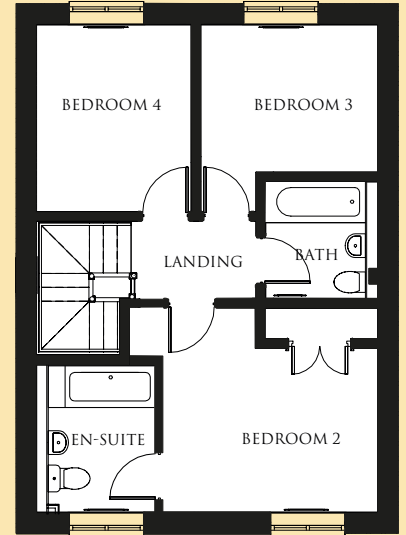 BEDROOM 4
BEDROOM 3
BATH
LANDING
EN-SUITE
BEDROOM 2